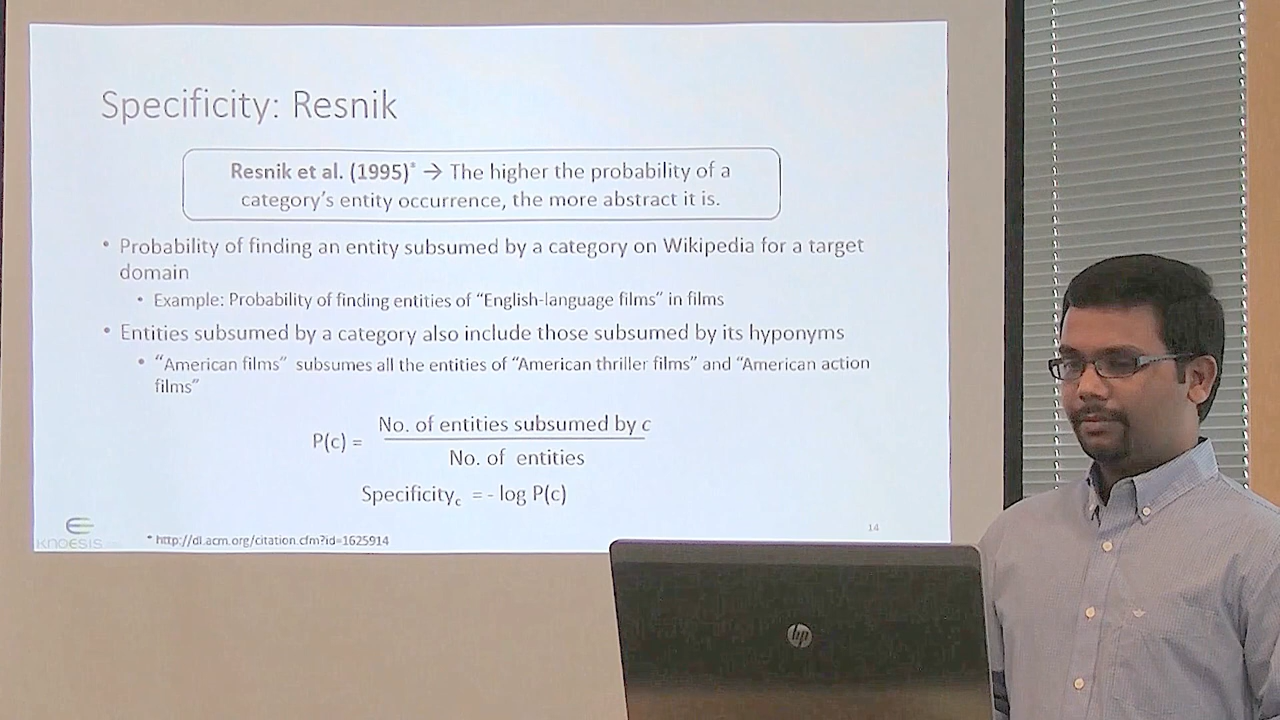 Specificity: Resnik
Resnik et al. (1995)* → The higher the probability of a
category's entity occurrence, the more abstract it is.
• Probability of finding an entity subsumed by a category on Wikipedia for a target
domain
• Example: Probability of finding entities of “English-language films” in films
• Entities subsumed by a category also include those subsumed by its hyponyms
• “American films” subsumes all the entities of “American thriller films” and “American action
films”
P(c) = No. of entities subsumed by c
No. of entities
Specificityc = - log P(c)
KNOESIS
* http://dl.acm.org/citation.cfm?id=1625914
14
hp